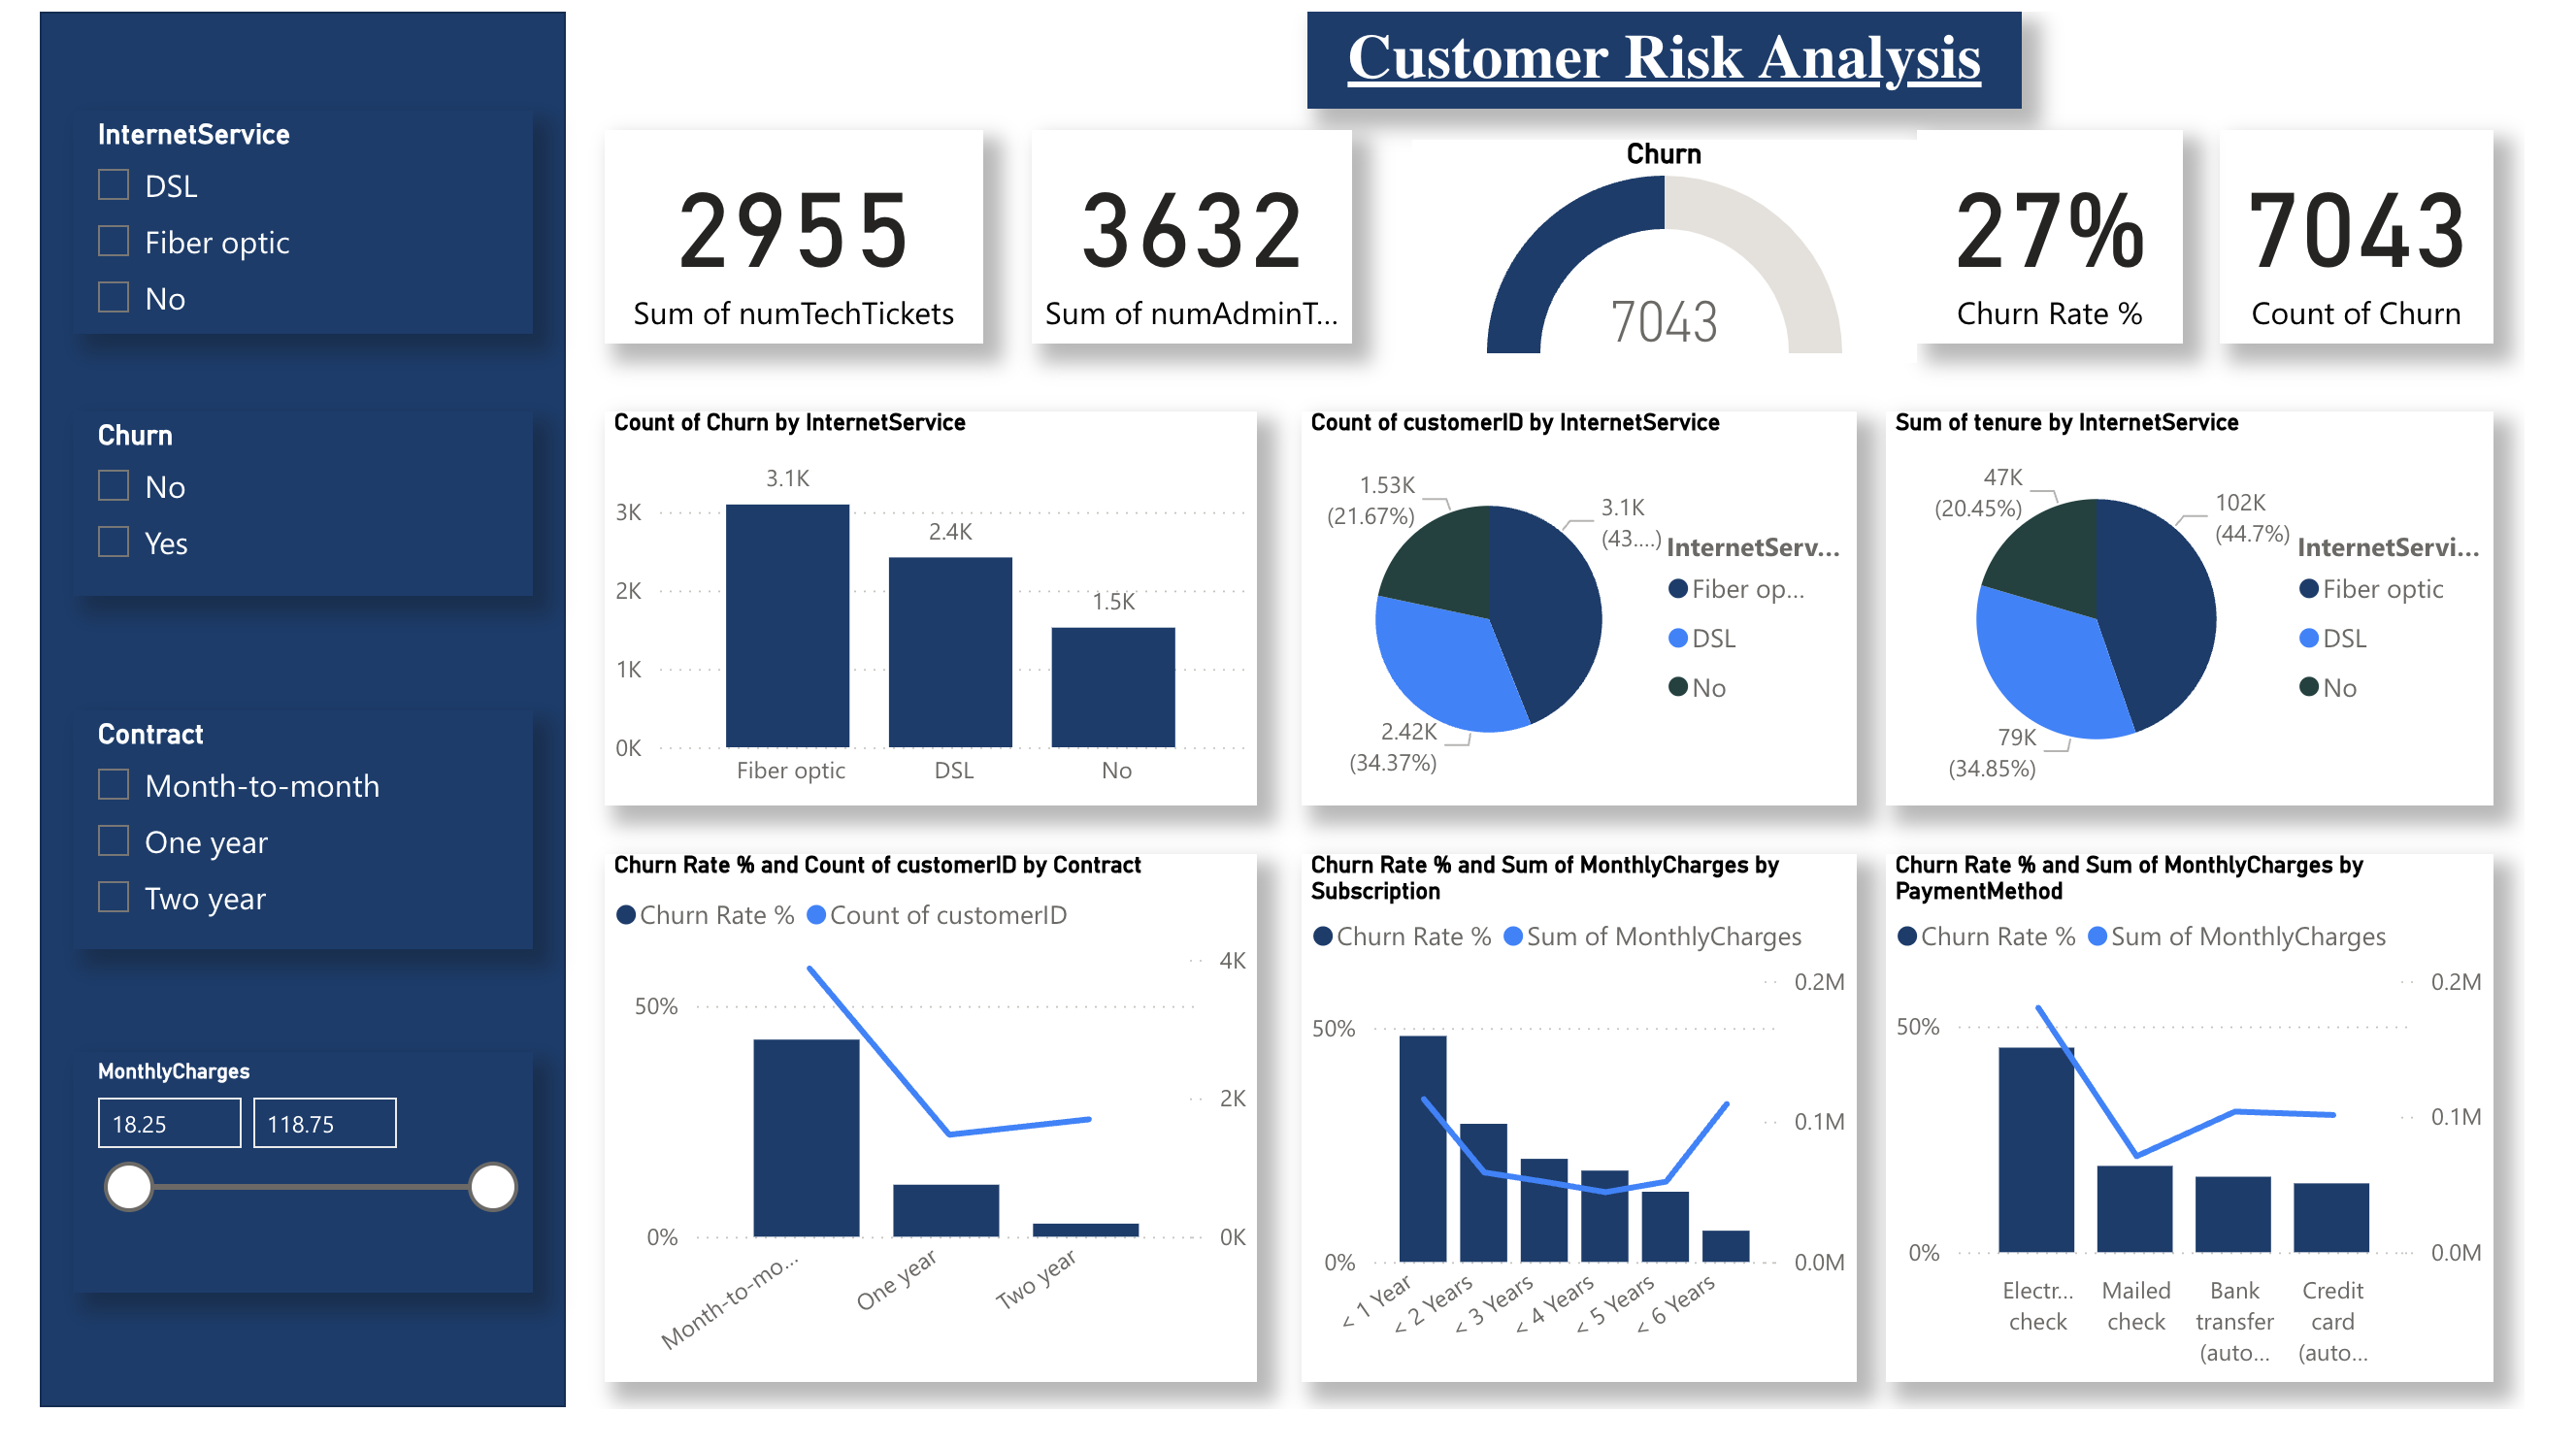 Customer Risk Analysis
InternetService
DSL
Fiber optic
No
Churn
No
Yes
Contract
Month-to-month
One year
Two year
MonthlyCharges
18.25 118.75
2955
Sum of numTechTickets
3632
Sum of numAdminT...
Churn
7043
27%
Churn Rate %
7043
Count of Churn
Count of Churn by InternetService
3K
2K
1K
0K
3.1K
2.4K
1.5K
Fiber optic DSL No
Count of customerID by InternetService
1.53K
(21.67%)
3.1K
(43....)
2.42K
(34.37%)
InternetServ...
Fiber op...
DSL
No
Sum of tenure by InternetService
47K
(20.45%)
102K
(44.7%)
79K
(34.85%)
InternetServi...
Fiber optic
DSL
No
Churn Rate % and Count of customerID by Contract
Churn Rate % Count of customerID
50%
0%
4K
2K
0K
Month-to-mo...
One year
Two year
Churn Rate % and Sum of MonthlyCharges by
Subscription
Churn Rate % Sum of MonthlyCharges
50%
0%
0.2M
0.1M
0.0M
< 1 Year
< 2 Years
< 3 Years
< 4 Years
< 5 Years
< 6 Years
Churn Rate % and Sum of MonthlyCharges by
PaymentMethod
Churn Rate % Sum of MonthlyCharges
50%
0%
0.2M
0.1M
0.0M
Electr...
check
Mailed
check
Bank
transfer
(auto...
Credit
card
(auto...